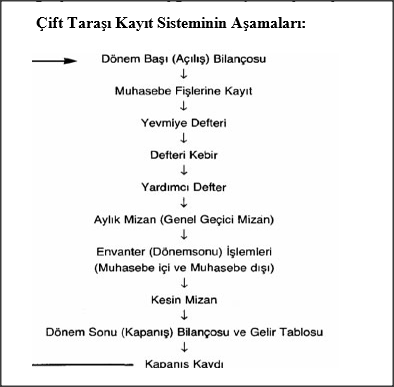 Çift Taraşı Kayıt Sisteminin Aşamaları:
Dönem Başı (Açılış) Bilançosu
Muhasebe Fişlerine Kayıt
Yevmiye Defteri
Defteri Kebir
Yardımcı Defter
Aylık Mizan (Genel Geçici Mizan)
Envanter (Dönemsonu) İşlemleri
(Muhasebe içi ve Muhasebe dışı)
Kesin Mizan
Dönem Sonu (Kapanış) Bilançosu ve Gelir Tablosu
Kapanış Kaydı